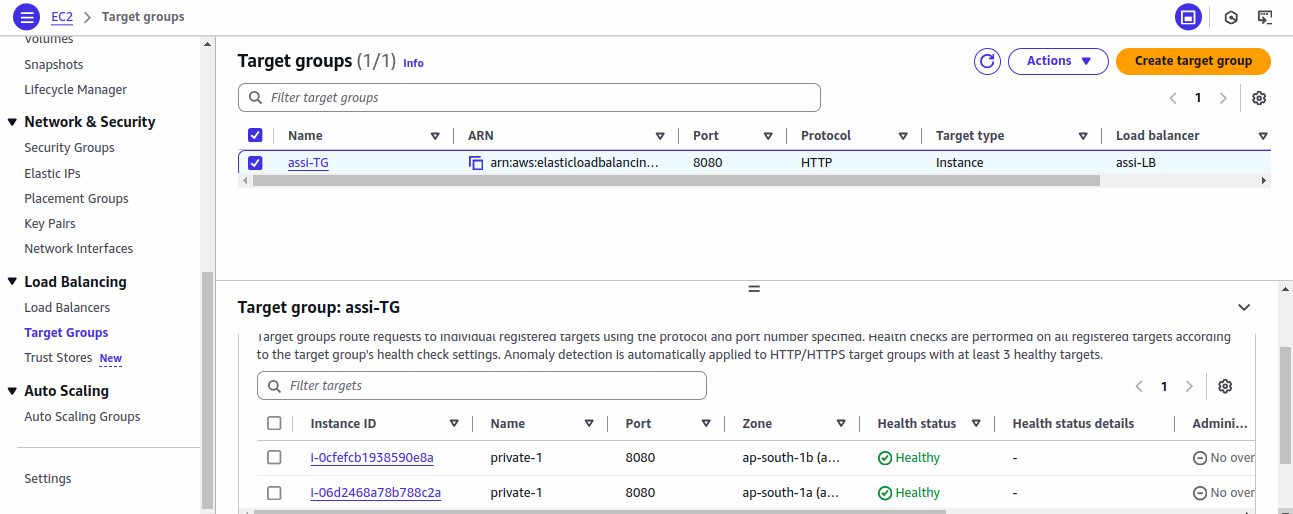 EC2 > Target groups
Volumes
Snapshots
Lifecycle Manager
Network & Security
Security Groups
Elastic IPs
Placement Groups
Key Pairs
Network Interfaces
Load Balancing
Load Balancers
Target Groups
Trust Stores New
Auto Scaling
Auto Scaling Groups
Settings
Target groups (1/1) Info
Actions
Create target group
Filter target groups
1
Name ARN Port Protocol Target type Load balancer
assi-TG arn:aws:elasticloadbalancin... 8080 HTTP Instance assi-LB
Target group: assi-TG
Target groups route requests to individual registered targets using the protocol and port number specified. Health checks are performed on all registered targets according
to the target group's health check settings. Anomaly detection is automatically applied to HTTP/HTTPS target groups with at least 3 healthy targets.
Filter targets
1
Instance ID Name Port Zone Health status Health status details Admini...
i-0cfefcb1938590e8a private-1 8080 ap-south-1b (a... Healthy - No over
i-06d2468a78b788c2a private-1 8080 ap-south-1a (a... Healthy - No over